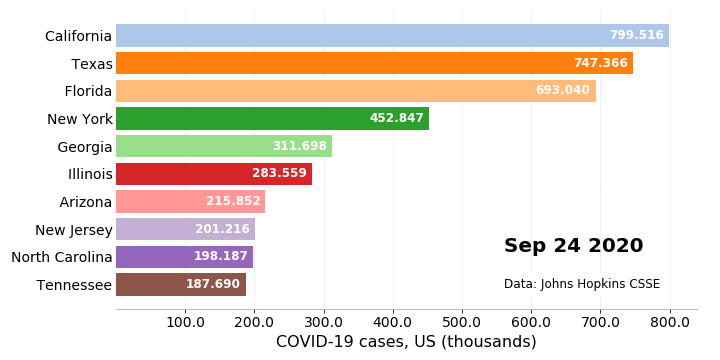 California 799.516
Texas 747.366
Florida 693.040
New York 452.847
Georgia 311.698
Illinois 283.559
Arizona 215.852
New Jersey 201.216
North Carolina 198.187
Tennessee 187.690
Sep 24 2020
Data: Johns Hopkins CSSE
100.0 200.0 300.0 400.0 500.0 600.0 700.0 800.0
COVID-19 cases, US (thousands)